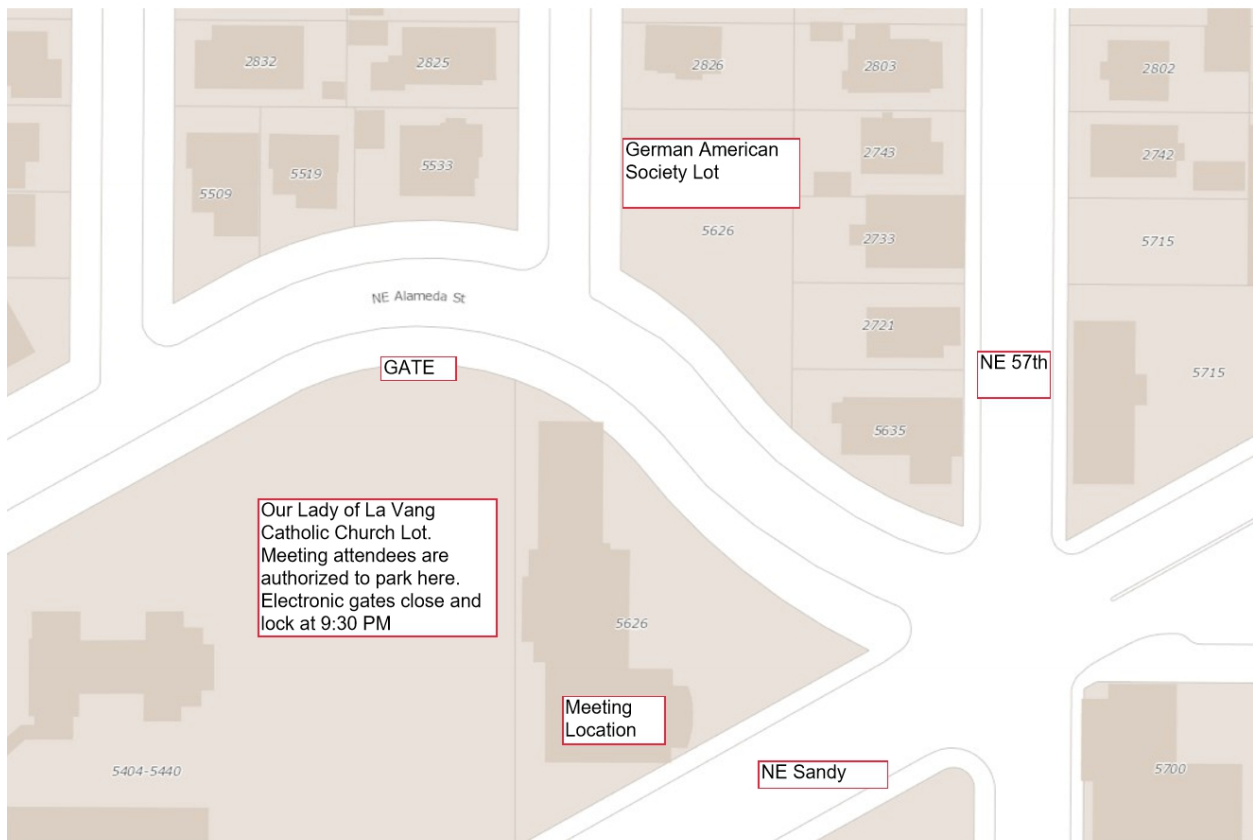 2832
2825
2826
2803
2802
German American
Society Lot
2743
2742
5509
5519
5533
5626
2733
5715
NE Alameda St
2721
GATE
NE 57th
5715
5635
Our Lady of La Vang
Catholic Church Lot.
Meeting attendees are
authorized to park here.
Electronic gates close and
lock at 9:30 PM
5626
Meeting
Location
5404-5440
NE Sandy
5700